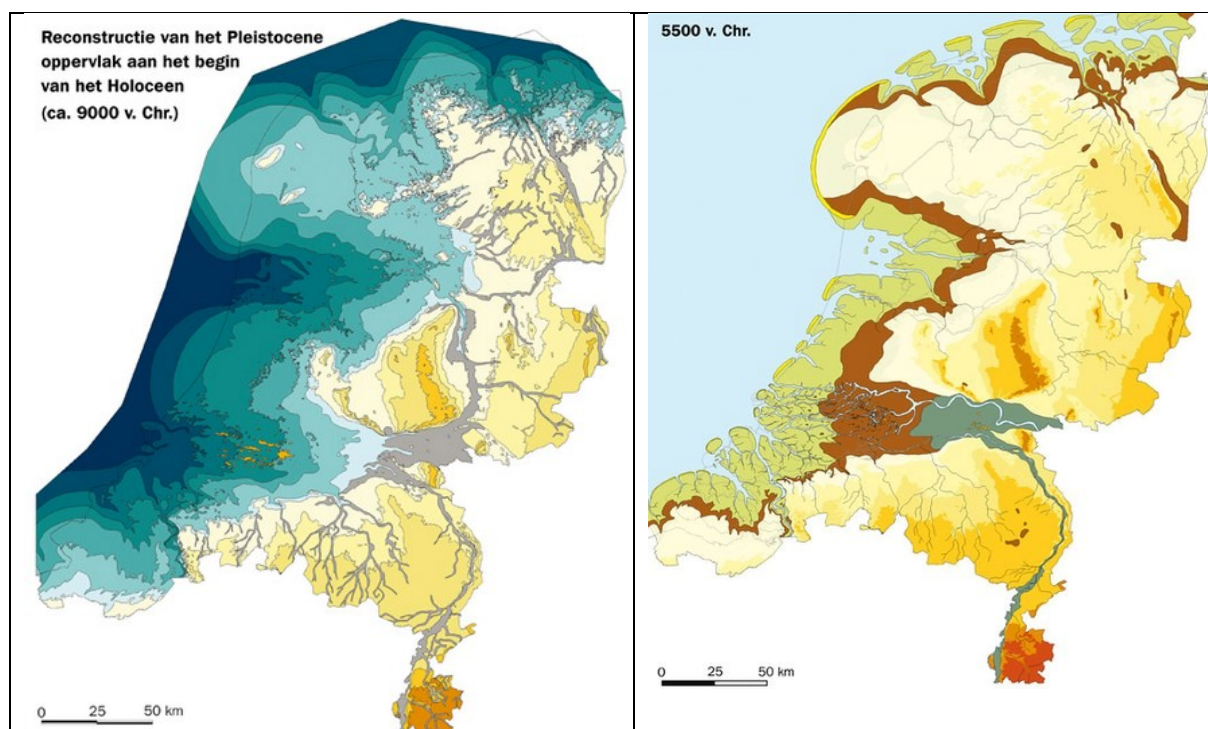 Reconstructie van het Pleistocene
oppervlak aan het begin
van het Holoceen
(ca. 9000 v. Chr.)
0 25 50 km
5500 v. Chr.
0 25 50 km